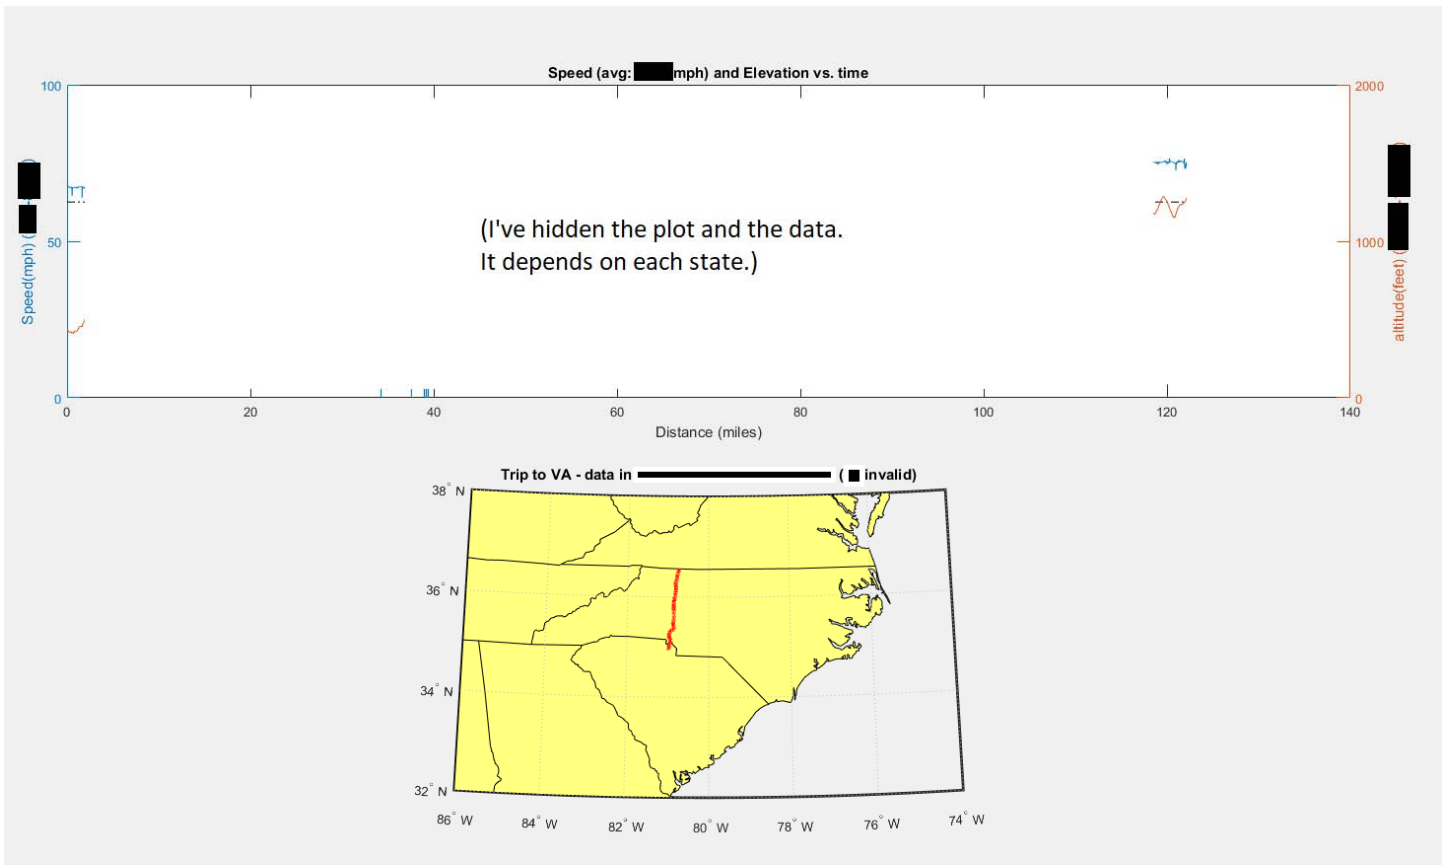 Speed (avg: mph) and Elevation vs. time
100
50
0
Speed(mph) (
2000
1000
0
altitude(feet) (
(I've hidden the plot and the data.
It depends on each state.)
0 20 40 60 80 100 120 140
Distance (miles)
Trip to VA - data in ( invalid)
38° N
36° N
34° N
32° N
86° W 84° W 82° W 80° W 78° W 76° W 74° W